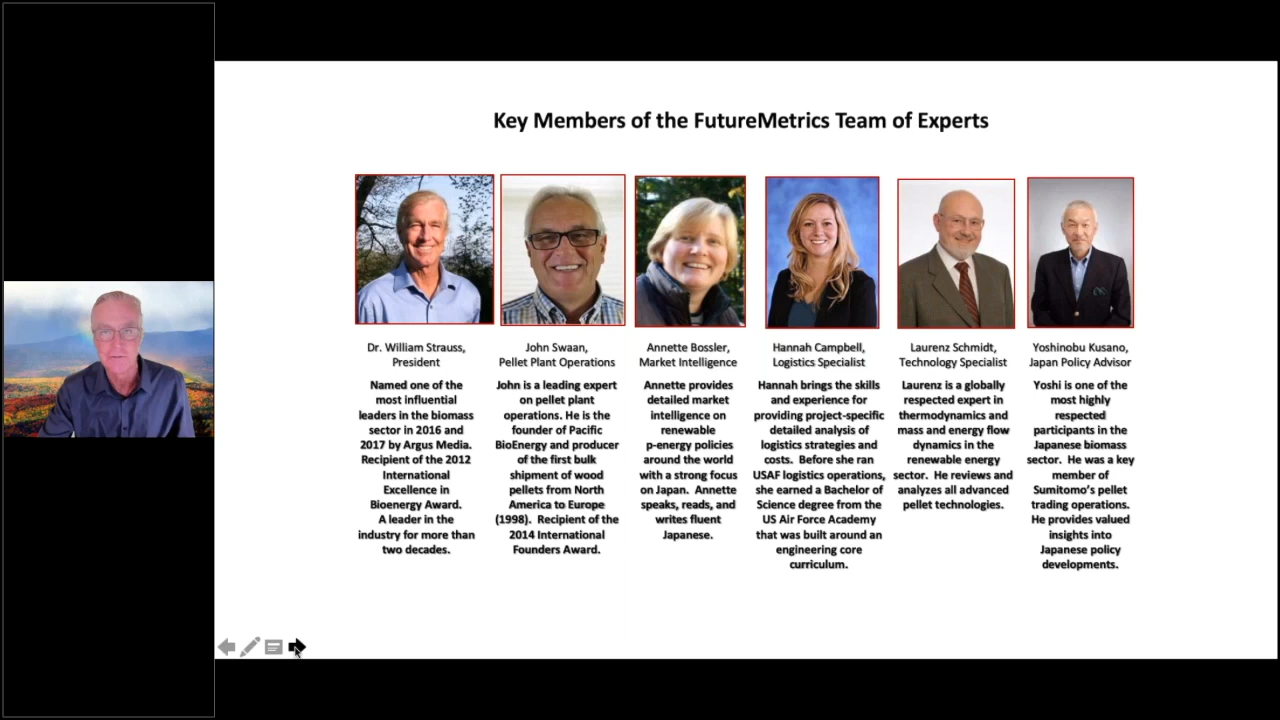 Key Members of the FutureMetrics Team of Experts
Dr. William Strauss,
President
Named one of the
most influential
leaders in the biomass
sector in 2016 and
2017 by Argus Media.
Recipient of the 2012
International
Excellence in
Bioenergy Award.
A leader in the
industry for more than
two decades.
John Swaan,
Pellet Plant Operations
John is a leading expert
on pellet plant
operations. He is the
founder of Pacific
BioEnergy and producer
of the first bulk
shipment of wood
pellets from North
America to Europe
(1998). Recipient of the
2014 International
Founders Award.
Annette Bossler,
Market Intelligence
Annette provides
detailed market
intelligence on
renewable
p-energy policies
around the world
with a strong focus
on Japan. Annette
speaks, reads, and
writes fluent
Japanese.
Hannah Campbell,
Logistics Specialist
Hannah brings the skills
and experience for
providing project-specific
detailed analysis of
logistics strategies and
costs. Before she ran
USAF logistics operations,
she earned a Bachelor of
Science degree from the
US Air Force Academy
that was built around an
engineering core
curriculum.
Laurenz Schmidt,
Technology Specialist
Laurenz is a globally
respected expert in
thermodynamics and
mass and energy flow
dynamics in the
renewable energy
sector. He reviews and
analyzes all advanced
pellet technologies.
Yoshinobu Kusano,
Japan Policy Advisor
Yoshi is one of the
most highly
respected
participants in the
Japanese biomass
sector. He was a key
member of
Sumitomo's pellet
trading operations.
He provides valued
insights into
Japanese policy
developments.